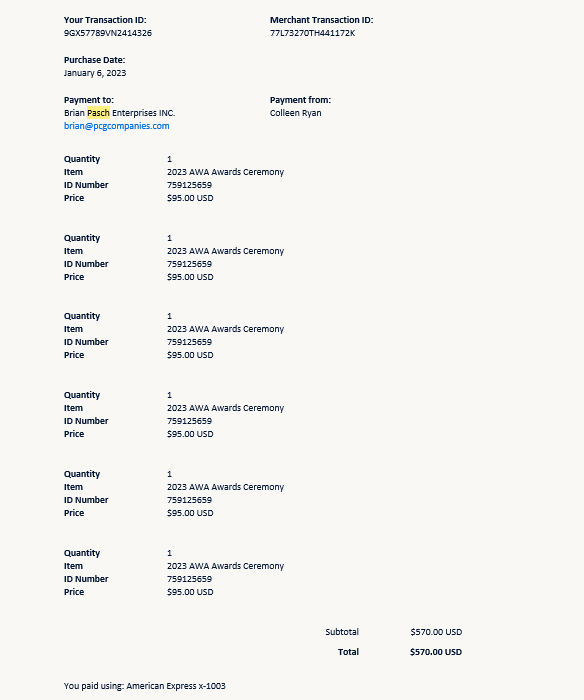 Your Transaction ID: Merchant Transaction ID:
9GX57789VN2414326 77L73270TH441172K
Purchase Date:
January 6, 2023
Payment to: Payment from:
Brian Pasch Enterprises INC. Colleen Ryan
brian@pcgcompanies.com
Quantity 1
Item 2023 AWA Awards Ceremony
ID Number 759125659
Price $95.00 USD
Quantity 1
Item 2023 AWA Awards Ceremony
ID Number 759125659
Price $95.00 USD
Quantity 1
Item 2023 AWA Awards Ceremony
ID Number 759125659
Price $95.00 USD
Quantity 1
Item 2023 AWA Awards Ceremony
ID Number 759125659
Price $95.00 USD
Quantity 1
Item 2023 AWA Awards Ceremony
ID Number 759125659
Price $95.00 USD
Quantity 1
Item 2023 AWA Awards Ceremony
ID Number 759125659
Price $95.00 USD
Subtotal $570.00 USD
Total $570.00 USD
You paid using: American Express x-1003